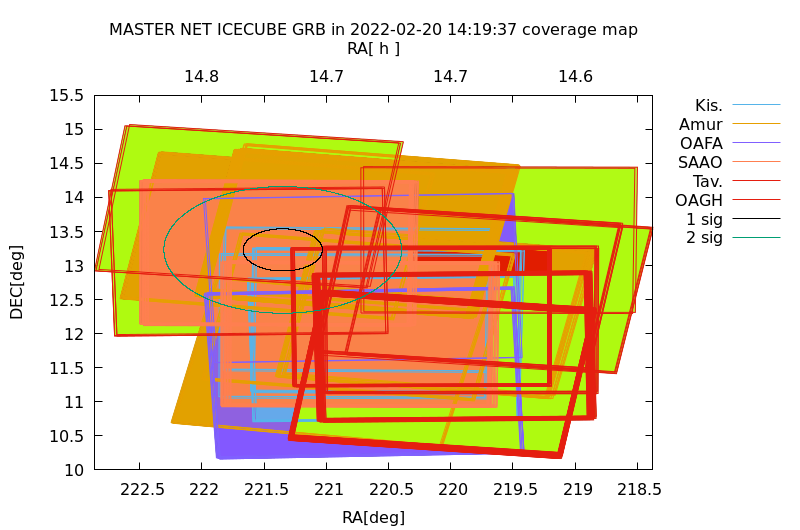 MASTER NET ICECUBE GRB in 2022-02-20 14:19:37 coverage map
RA[ h ]
14.8 14.7 14.7 14.6
Kis.
Amur
OAFA
SAAO
Tav.
OAGH
1 sig
2 sig
DEC[deg]
15.5
15
14.5
14
13.5
13
12.5
12
11.5
11
10.5
10
222.5 222 221.5 221 220.5 220 219.5 219 218.5
RA[deg]